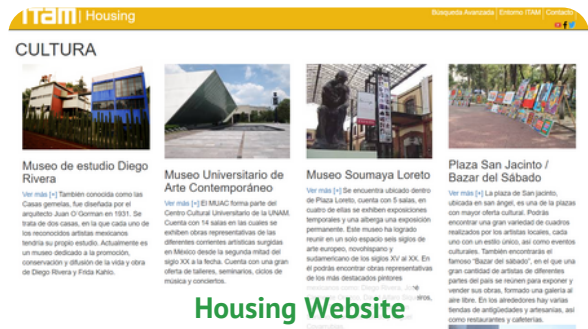 ITAM | Housing
Búsqueda Avanzada | Entorno ITAM | Contacto
CULTURA
Museo de estudio Diego
Rivera
Ver más [+] También conocida como las
Casas gemelas, fue diseñada por el
arquitecto Juan O´Gorman en 1931. Se
trata de dos casas, en la que cada uno de
los reconocidos artistas mexicanos
tendría su propio estudio. Actualmente es
un museo dedicado a la promoción,
conservación y difusión de la vida y obra
de Diego Rivera y Frida Kahlo.
Museo Universitario de
Arte Contemporáneo
Ver más [+] El MUAC forma parte del
Centro Cultural Universitario de la UNAM.
Cuenta con 14 salas en las cuales se
exhiben obras representativas de las
diferentes corrientes artísticas surgidas
en México desde la segunda mitad del
siglo XX a la fecha. Cuenta con una gran
oferta de talleres, seminarios, ciclos de
música y conciertos.
Museo Soumaya Loreto
Ver más [+] Se encuentra ubicado dentro
de Plaza Loreto, cuenta con 5 salas, en
cuatro de ellas se exhiben exposiciones
temporales y una alberga una exposición
permanente. Este museo ha logrado
reunir en un solo espacio seis siglos de
arte europeo, novohispano y
sudamericano de los siglos XV al XX. En
él podrás encontrar obras representativas
de los más destacados pintores
mexicanos como: Diego Rivera, José
Plaza San Jacinto /
Bazar del Sábado
Ver más [+] La plaza de San jacinto,
ubicada en san ángel, es una de la plazas
con mayor oferta cultural. Podrás
encontrar una gran variedad de cuadros
realizados por los artistas locales, cada
uno con un estilo único, así como eventos
culturales. También encontrarás el
famoso "Bazar del sábado", en el que una
gran cantidad de artistas de diferentes
partes del país se reúnen para exponer y
vender sus obras, formado una galería al
aire libre. En los alrededores hay varias
tiendas de antigüedades y artesanías, así
como restaurantes y cafeterías.
Housing Website